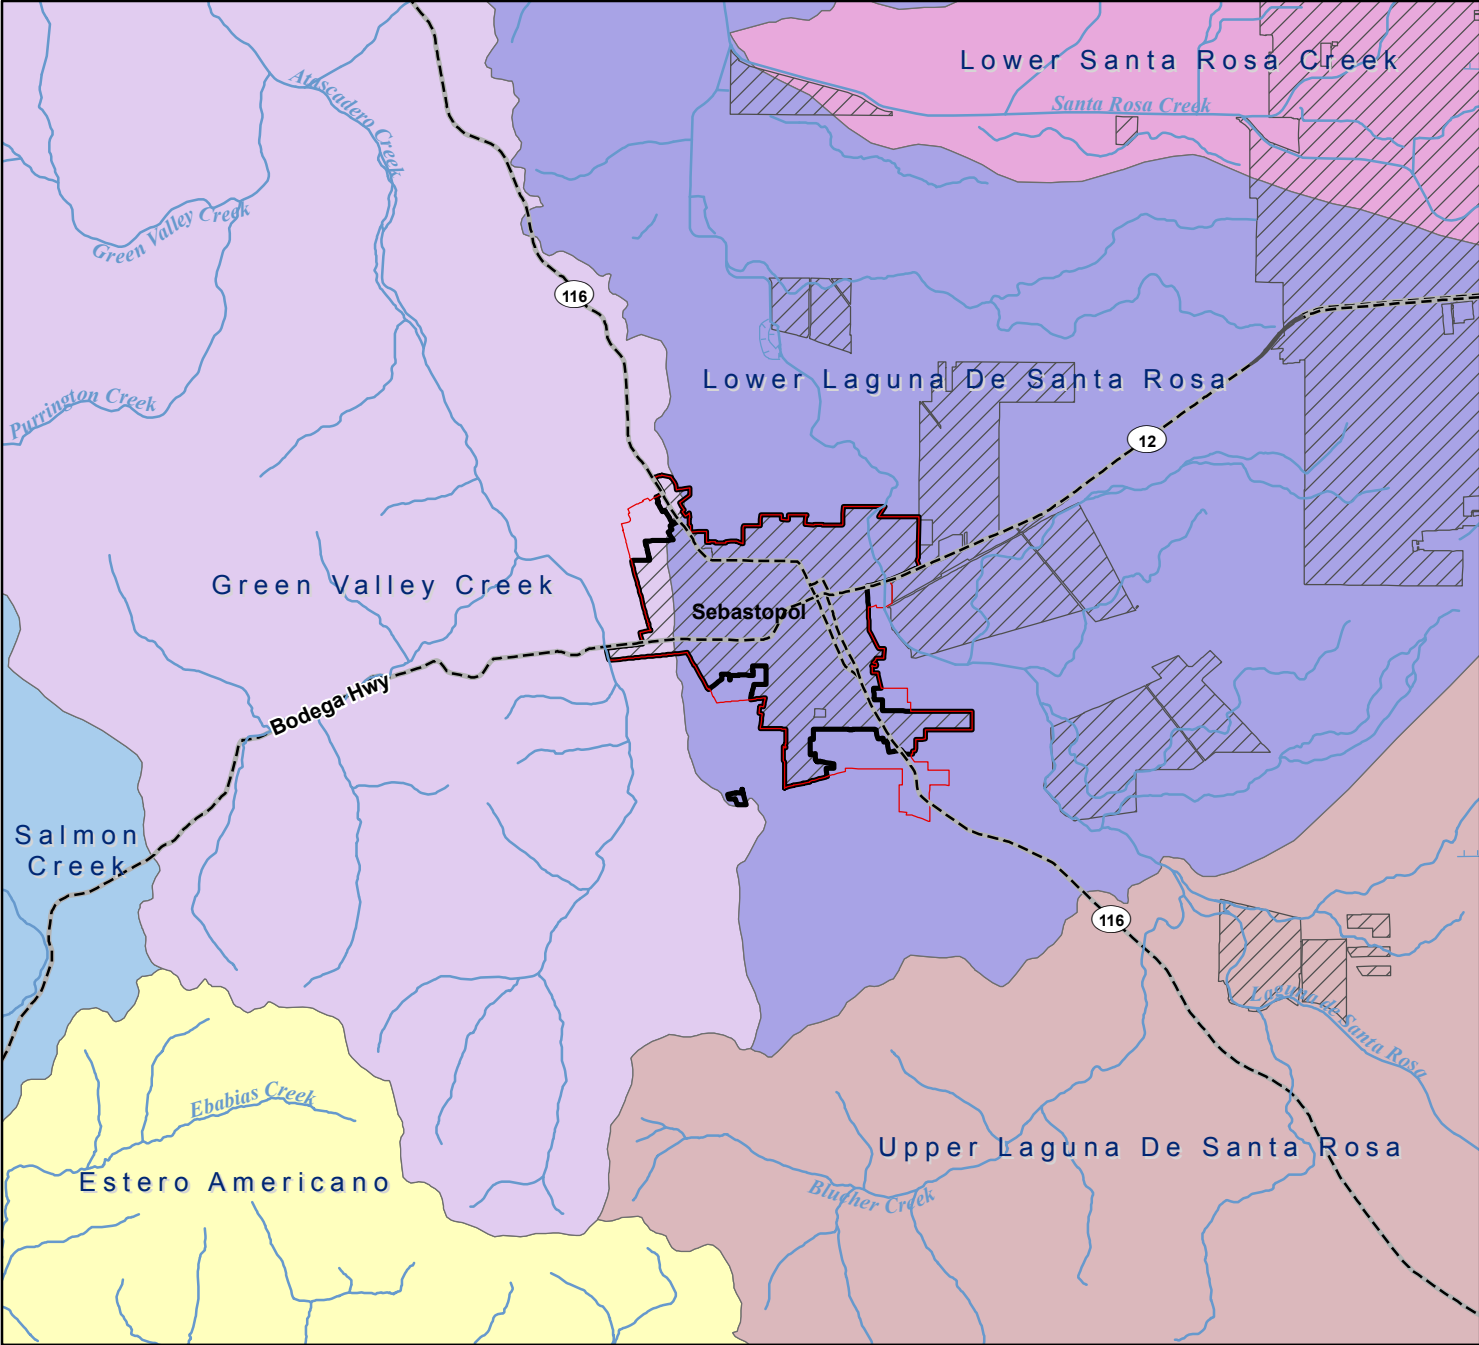 Lower Santa Rosa Creek
Santa Rosa Creek
Atascadero Creek
Green Valley Creek
116
Lower Laguna De Santa Rosa
Purrington Creek
12
Green Valley Creek
Sebastopol
Bodega Hwy
Salmon
Creek
116
Laguna de Santa Rosa
Ebabias Creek
Upper Laguna De Santa Rosa
Estero Americano
Blucher Creek